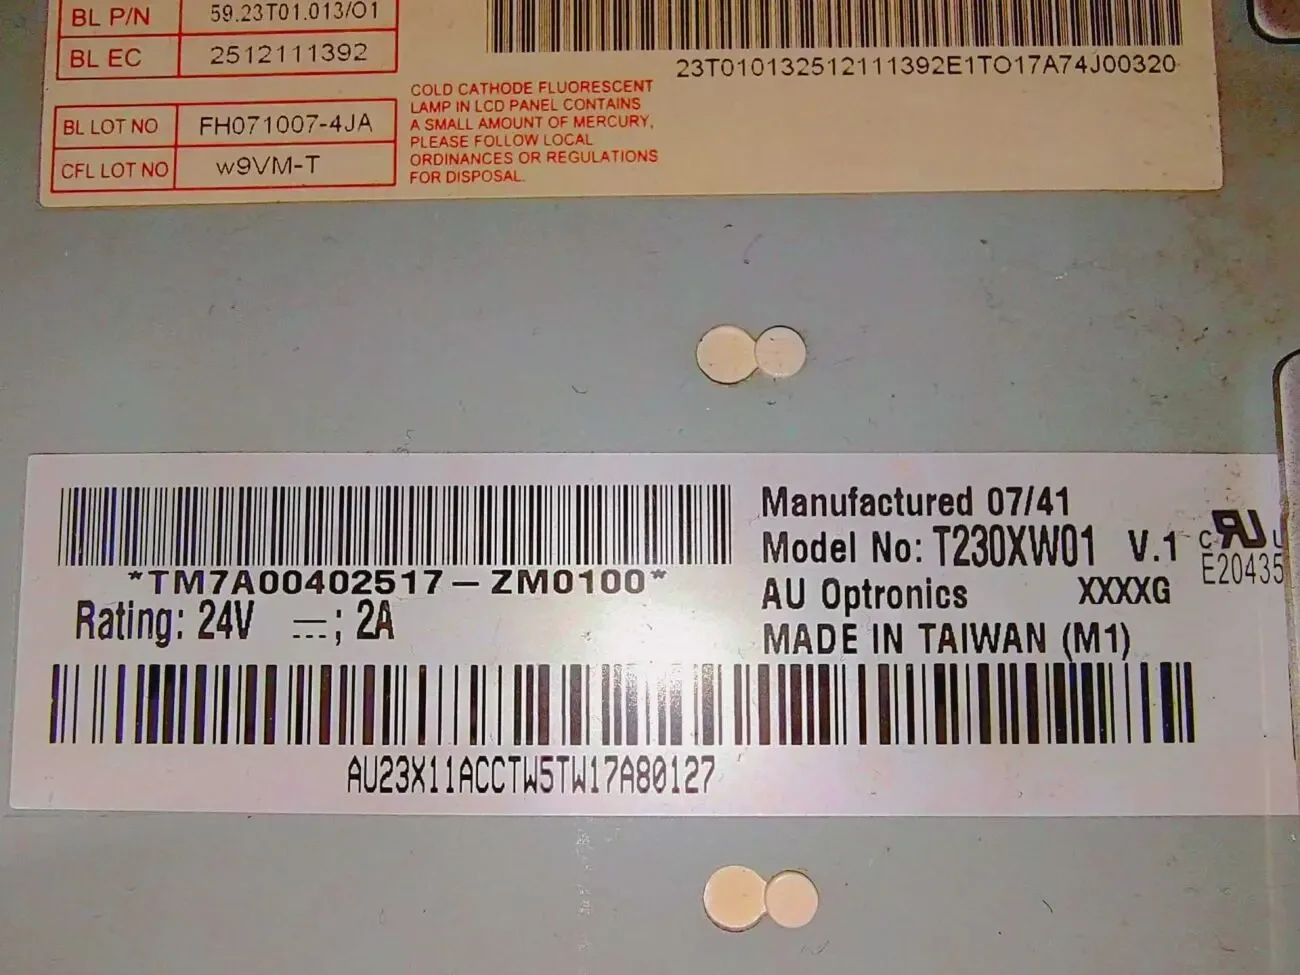 BL P/N 59.23T01.013/01
BL EC 2512111392
BL LOT NO FH071007-4JA
CFL LOT NO w9VM-T
23T010132512111392E1TO17A74J00320
COLD CATHODE FLUORESCENT
LAMP IN LCD PANEL CONTAINS
A SMALL AMOUNT OF MERCURY,
PLEASE FOLLOW LOCAL
ORDINANCES OR REGULATIONS
FOR DISPOSAL.
*TM7A00402517-ZM0100*
Rating: 24V ⎓; 2A
Manufactured 07/41
Model No: T230XW01 V.1
AU Optronics XXXXG
MADE IN TAIWAN (M1)
C RU U
E20435
AU23X11ACCTW5TW17A80127